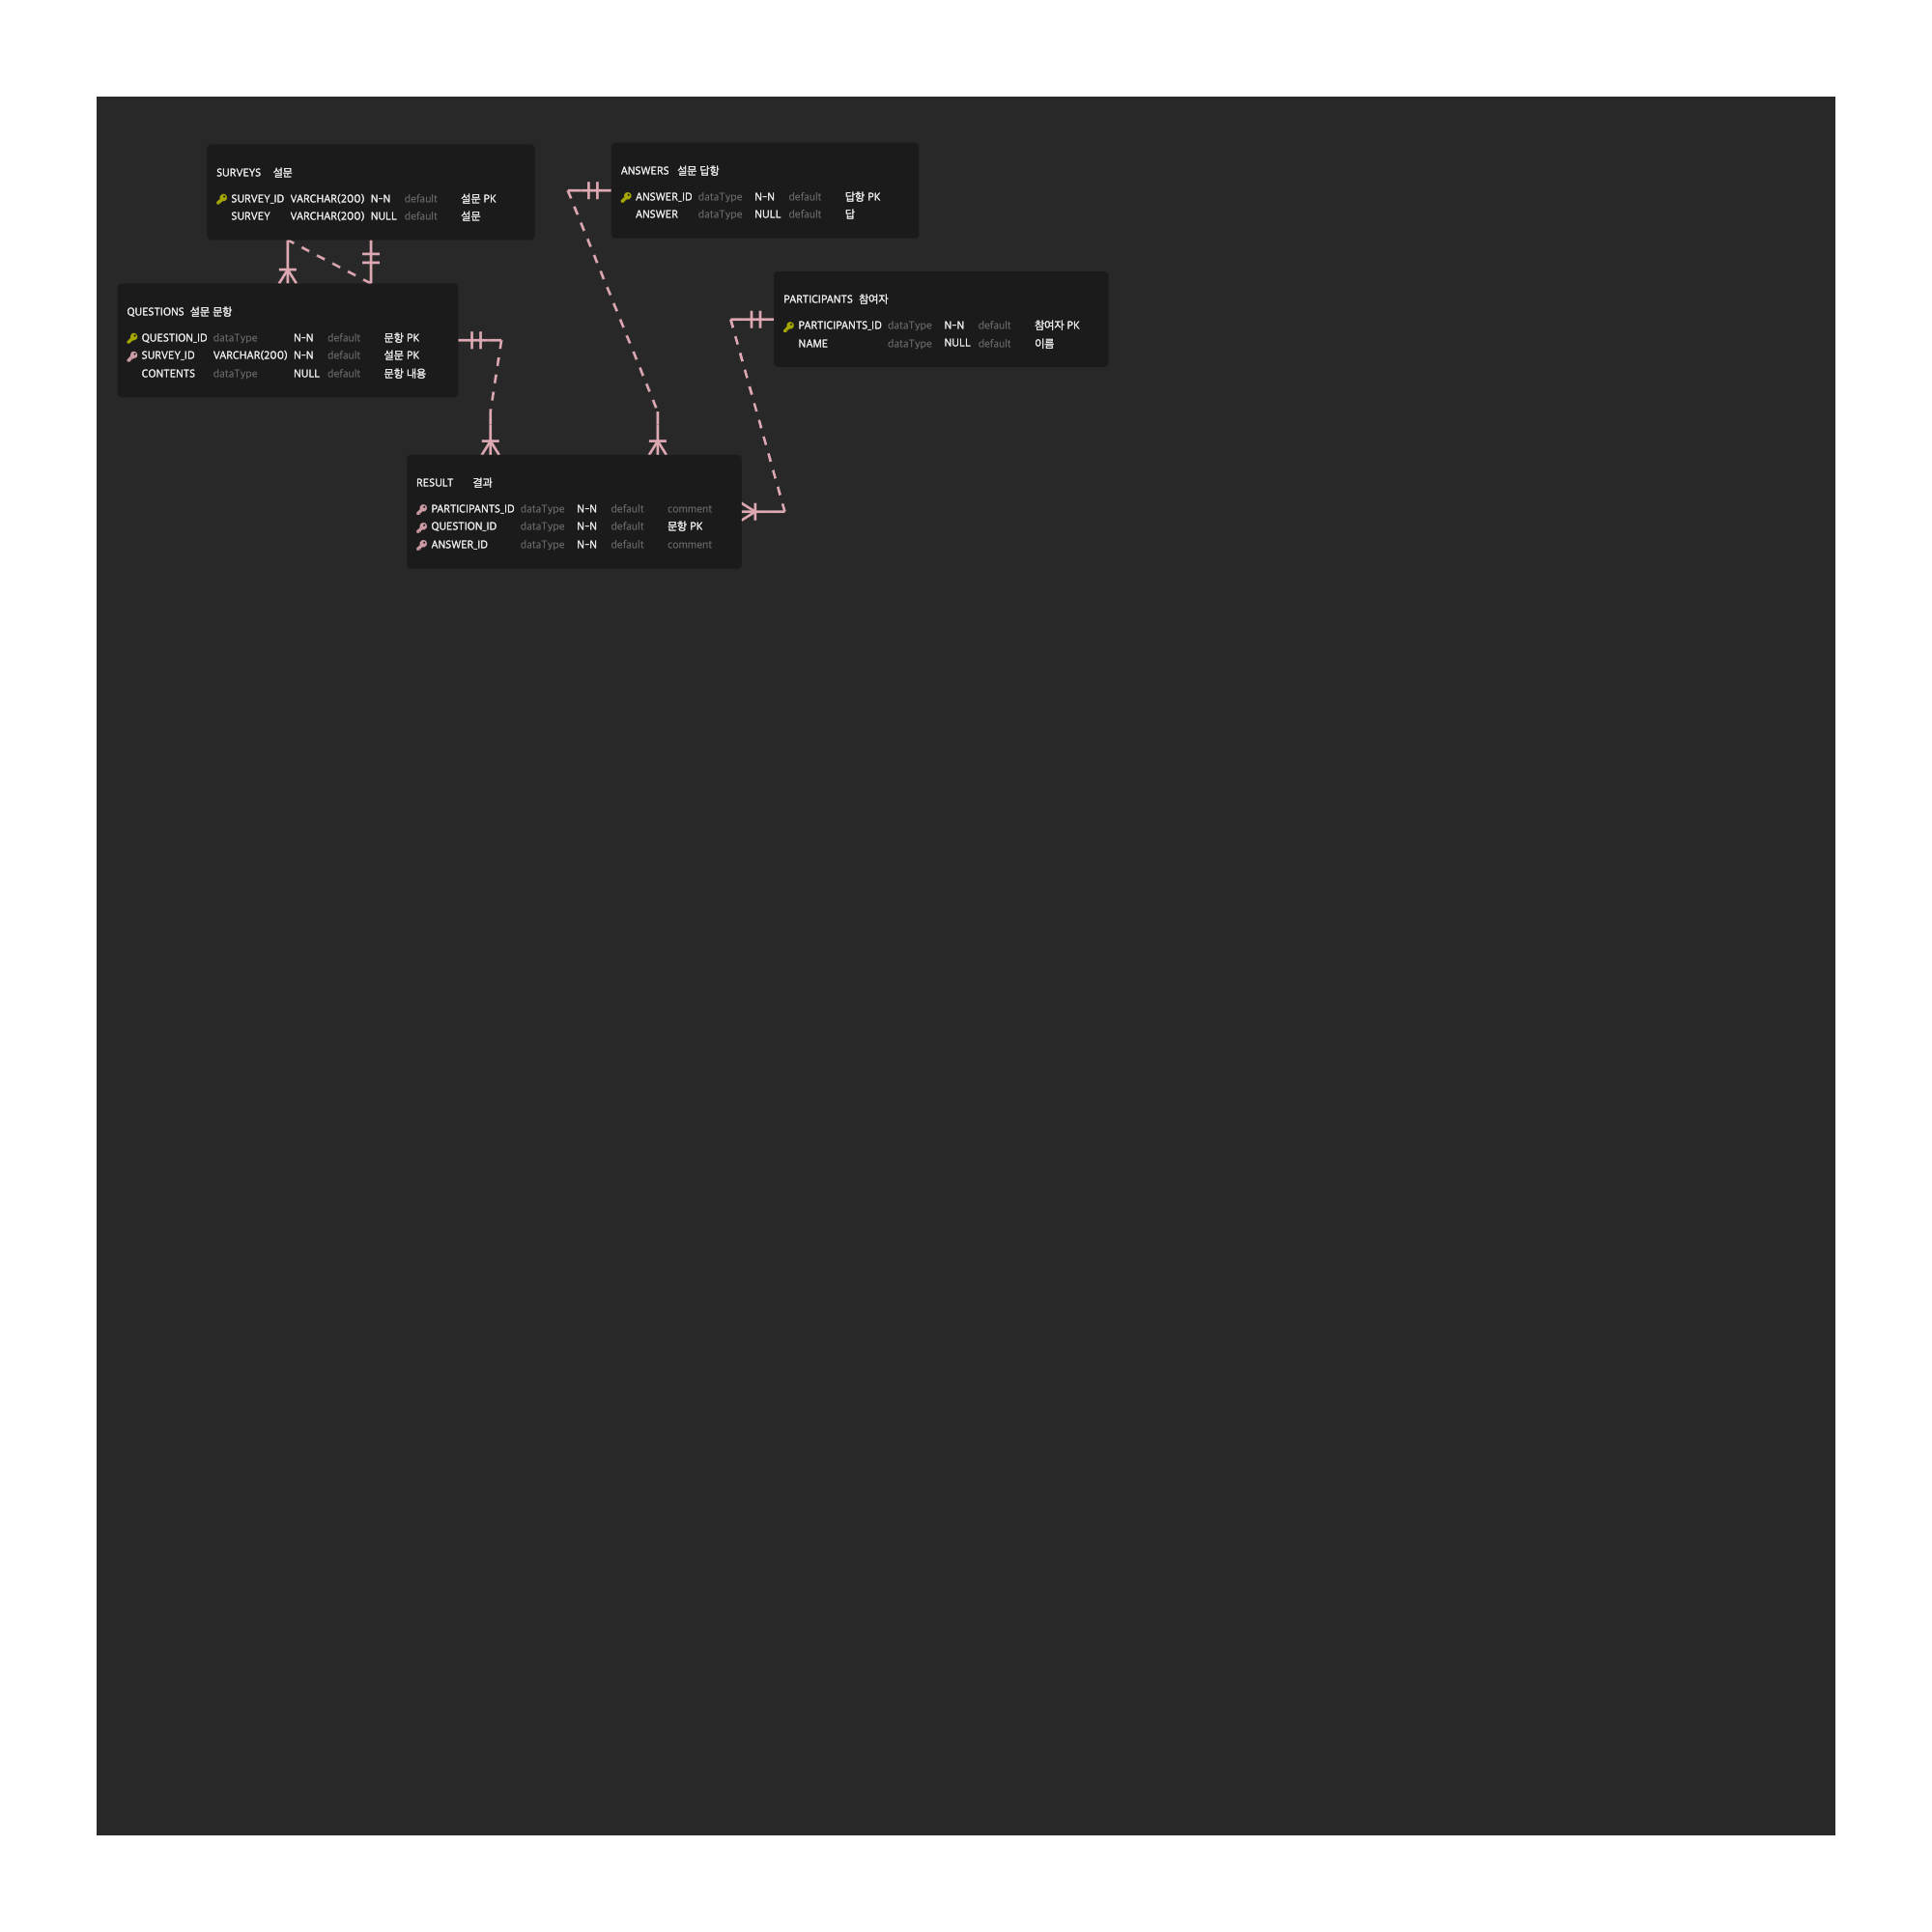 SURVEYS 설문
SURVEY_ID VARCHAR(200) N-N default 설문 PK
SURVEY VARCHAR(200) NULL default 설문
ANSWERS 설문 답항
ANSWER_ID dataType N-N default 답항 PK
ANSWER dataType NULL default 답
QUESTIONS 설문 문항
QUESTION_ID dataType N-N default 문항 PK
SURVEY_ID VARCHAR(200) N-N default 설문 PK
CONTENTS dataType NULL default 문항 내용
PARTICIPANTS 참여자
PARTICIPANTS_ID dataType N-N default 참여자 PK
NAME dataType NULL default 이름
RESULT 결과
PARTICIPANTS_ID dataType N-N default comment
QUESTION_ID dataType N-N default 문항 PK
ANSWER_ID dataType N-N default comment